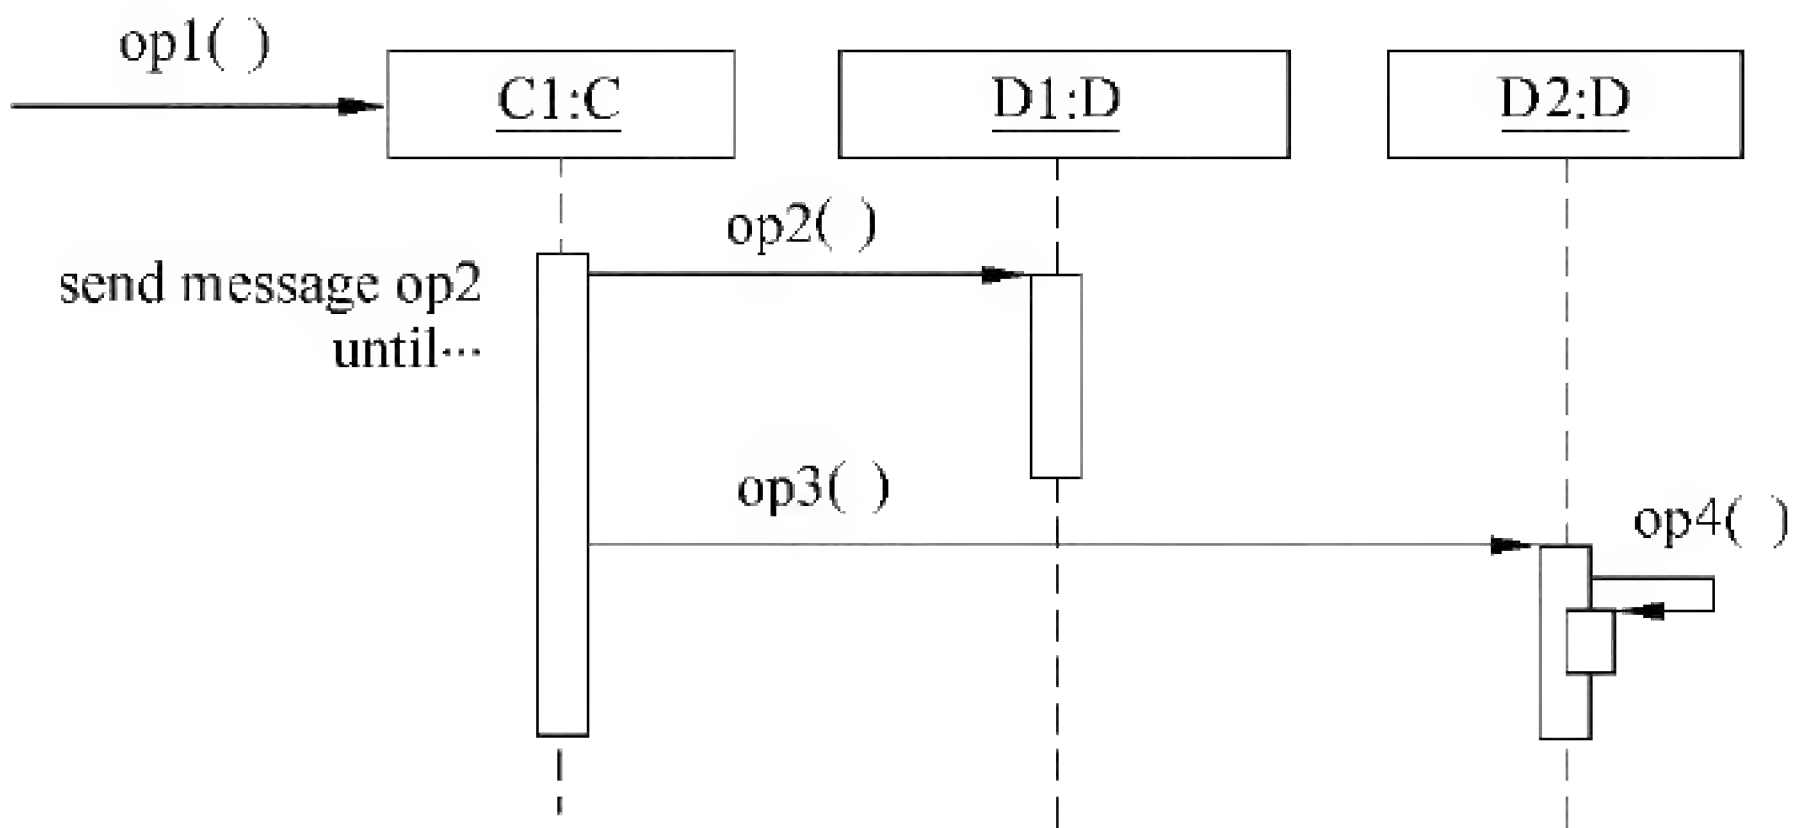 op1( )
C1:C
D1:D
D2:D
op2( )
send message op2
until···
op3( )
op4( )